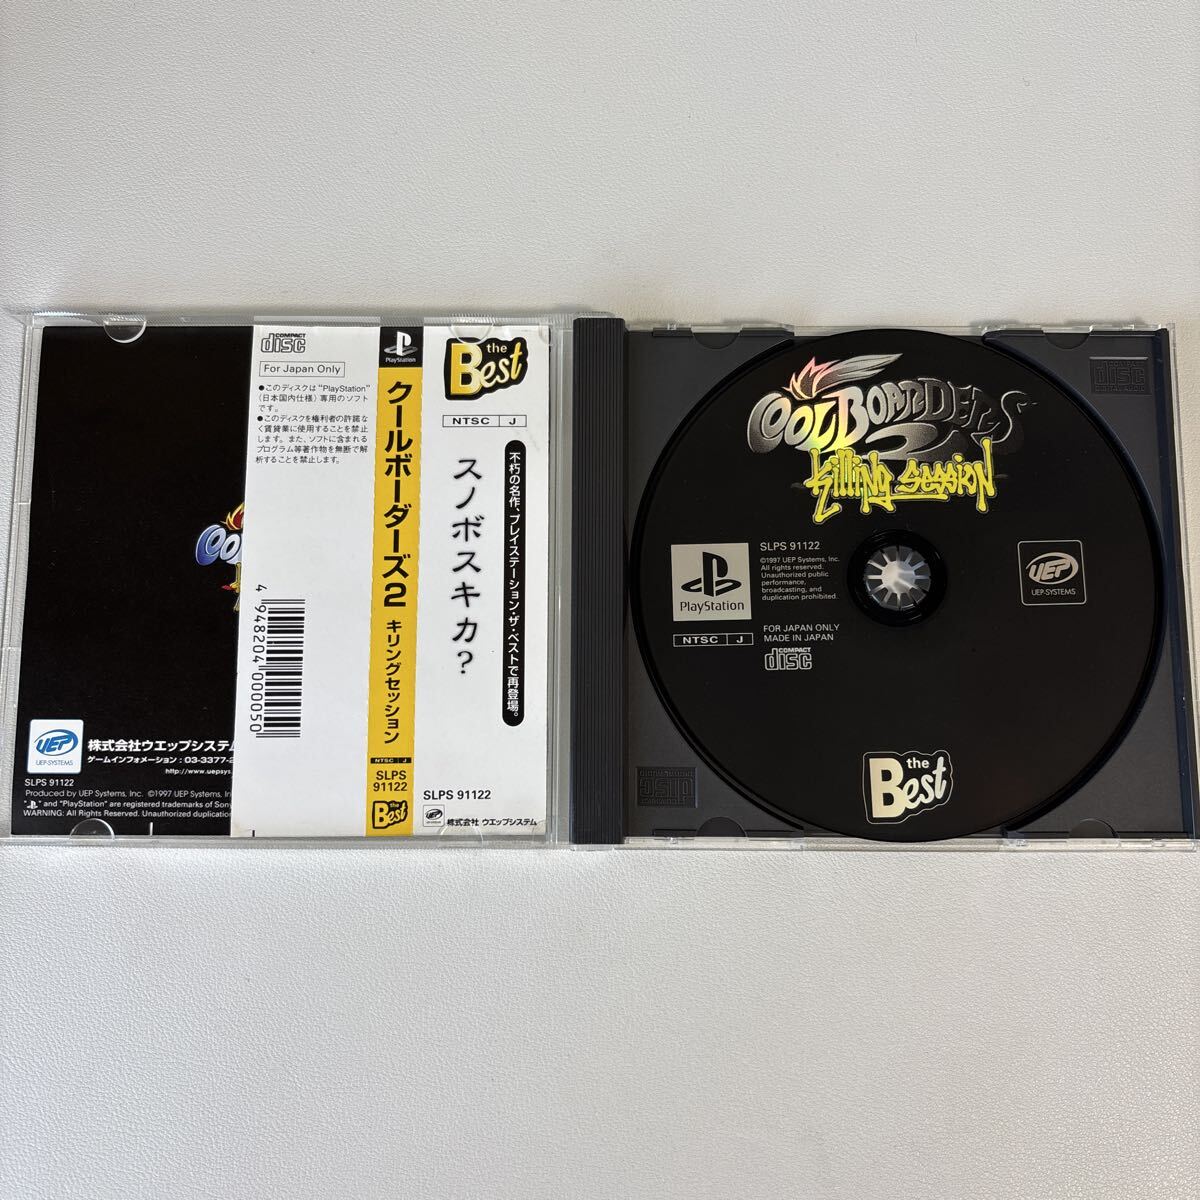 COOL
株式会社ウエップシステム
ゲームインフォメーション:03-3377-2
http://www.uepsys.
UEP
UEP-SYSTEMS
SLPS 91122
Produced by UEP Systems, Inc. ©1997 UEP Systems, In
" " and "PlayStation" are registered trademarks of Sony
WARNING: All Rights Reserved. Unauthorized duplication
COMPACT
disc
For Japan Only
●このディスクは"PlayStation"
(日本国内仕様)専用のソフト
です。
●このディスクを権利者の許諾な
く賃貸業に使用することを禁止
します。また、ソフトに含まれる
プログラム等著作物を無断で解
析することを禁止します。
4 948204 000050
PlayStation
クールボーダーズ2 キリングセッション
NTSC J
SLPS
91122
the
Best
the
Best
NTSC J
不朽の名作、プレイステーション・ザ・ベストで再登場。
スノボスキカ?
SLPS 91122
株式会社 ウエップシステム
COOL BOARDERS
2
Killing Session
SLPS 91122
©1997 UEP Systems, Inc.
All rights reserved.
Unauthorized public
performance,
broadcasting, and
duplication prohibited.
PlayStation
NTSC J
FOR JAPAN ONLY
MADE IN JAPAN
COMPACT
disc
UEP
UEP-SYSTEMS
the
Best
COMPACT
disc